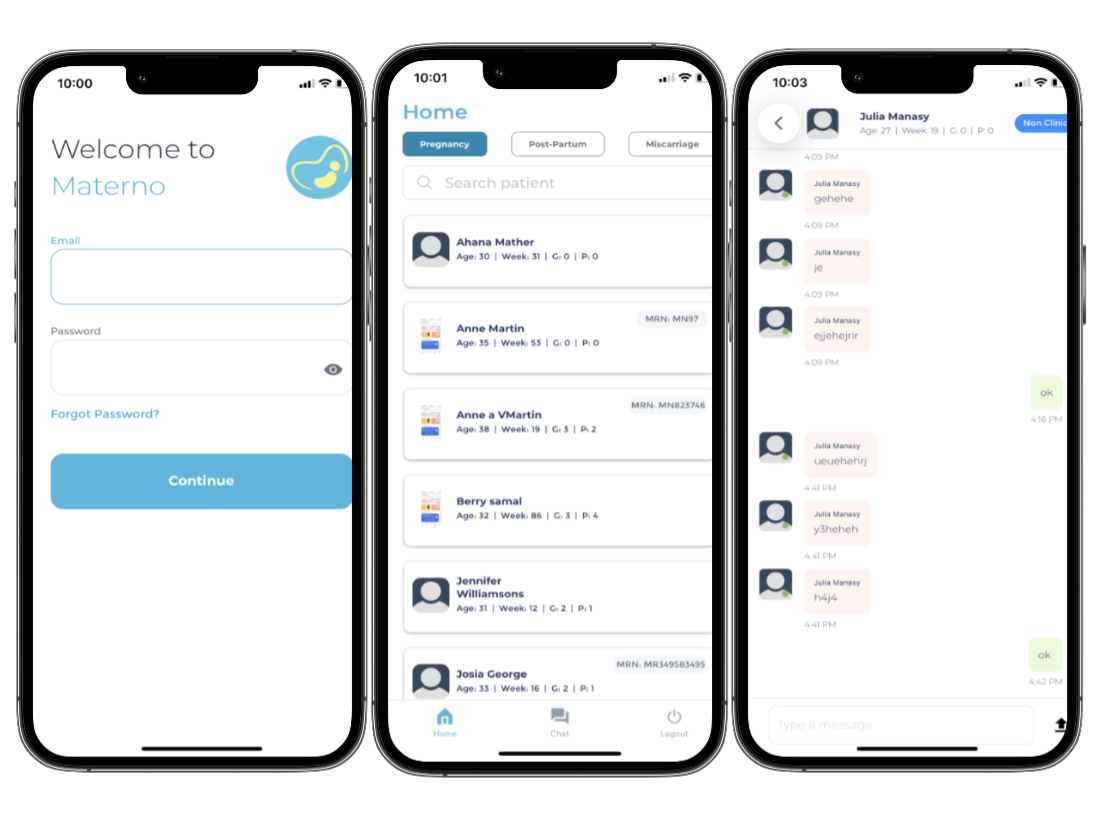 10:00
Welcome to
Materno
Email
Password
Forgot Password?
Continue
10:01
Home
Pregnancy
Post-Partum
Miscarriage
Search patient
Ahana Mather
Age: 30 | Week: 31 | G: 0 | P: 0
MRN: MN97
Anne Martin
Age: 35 | Week: 53 | G: 0 | P: 0
MRN: MN823746
Anne a VMartin
Age: 38 | Week: 19 | G: 3 | P: 2
Berry samal
Age: 32 | Week: 86 | G: 3 | P: 4
Jennifer
Williamsons
Age: 31 | Week: 12 | G: 2 | P: 1
MRN: MR349583495
Josia George
Age: 33 | Week: 16 | G: 2 | P: 1
Home
Chat
Logout
10:03
Julia Manasy
Age: 27 | Week: 19 | G: 0 | P: 0
Non Clinic
4:09 PM
Julia Manasy
gehehe
4:09 PM
Julia Manasy
je
4:09 PM
Julia Manasy
ejjehejrir
4:09 PM
ok
4:16 PM
Julia Manasy
ueuehehrj
4:41 PM
Julia Manasy
y3heheh
4:41 PM
Julia Manasy
h4j4
4:41 PM
ok
4:42 PM
Type a message